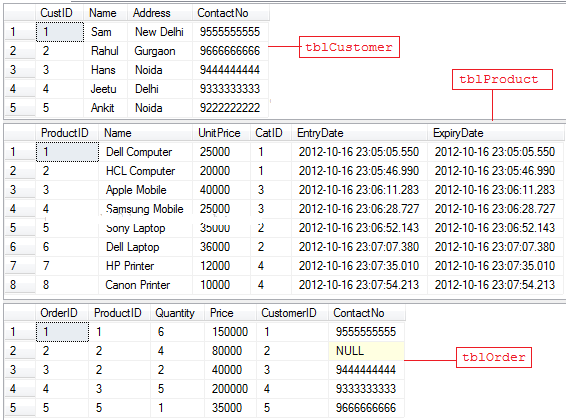 CustID Name Address ContactNo
1 1 Sam New Delhi 9555555555
2 2 Rahul Gurgaon 9666666666
3 3 Hans Noida 9444444444
4 4 Jeetu Delhi 9333333333
5 5 Ankit Noida 9222222222
tblCustomer
tblProduct
ProductID Name UnitPrice CatID EntryDate ExpiryDate
1 1 Dell Computer 25000 1 2012-10-16 23:05:05.550 2012-10-16 23:05:05.550
2 2 HCL Computer 20000 1 2012-10-16 23:05:46.990 2012-10-16 23:05:46.990
3 3 Apple Mobile 40000 3 2012-10-16 23:06:11.283 2012-10-16 23:06:11.283
4 4 Samsung Mobile 25000 3 2012-10-16 23:06:28.727 2012-10-16 23:06:28.727
5 5 Sony Laptop 35000 2 2012-10-16 23:06:52.143 2012-10-16 23:06:52.143
6 6 Dell Laptop 36000 2 2012-10-16 23:07:07.380 2012-10-16 23:07:07.380
7 7 HP Printer 12000 4 2012-10-16 23:07:35.010 2012-10-16 23:07:35.010
8 8 Canon Printer 10000 4 2012-10-16 23:07:54.213 2012-10-16 23:07:54.213
OrderID ProductID Quantity Price CustomerID ContactNo
1 1 1 6 150000 1 9555555555
2 2 2 4 80000 2 NULL
3 3 2 2 40000 3 9444444444
4 4 3 5 200000 4 9333333333
5 5 5 1 35000 5 9666666666
tblOrder